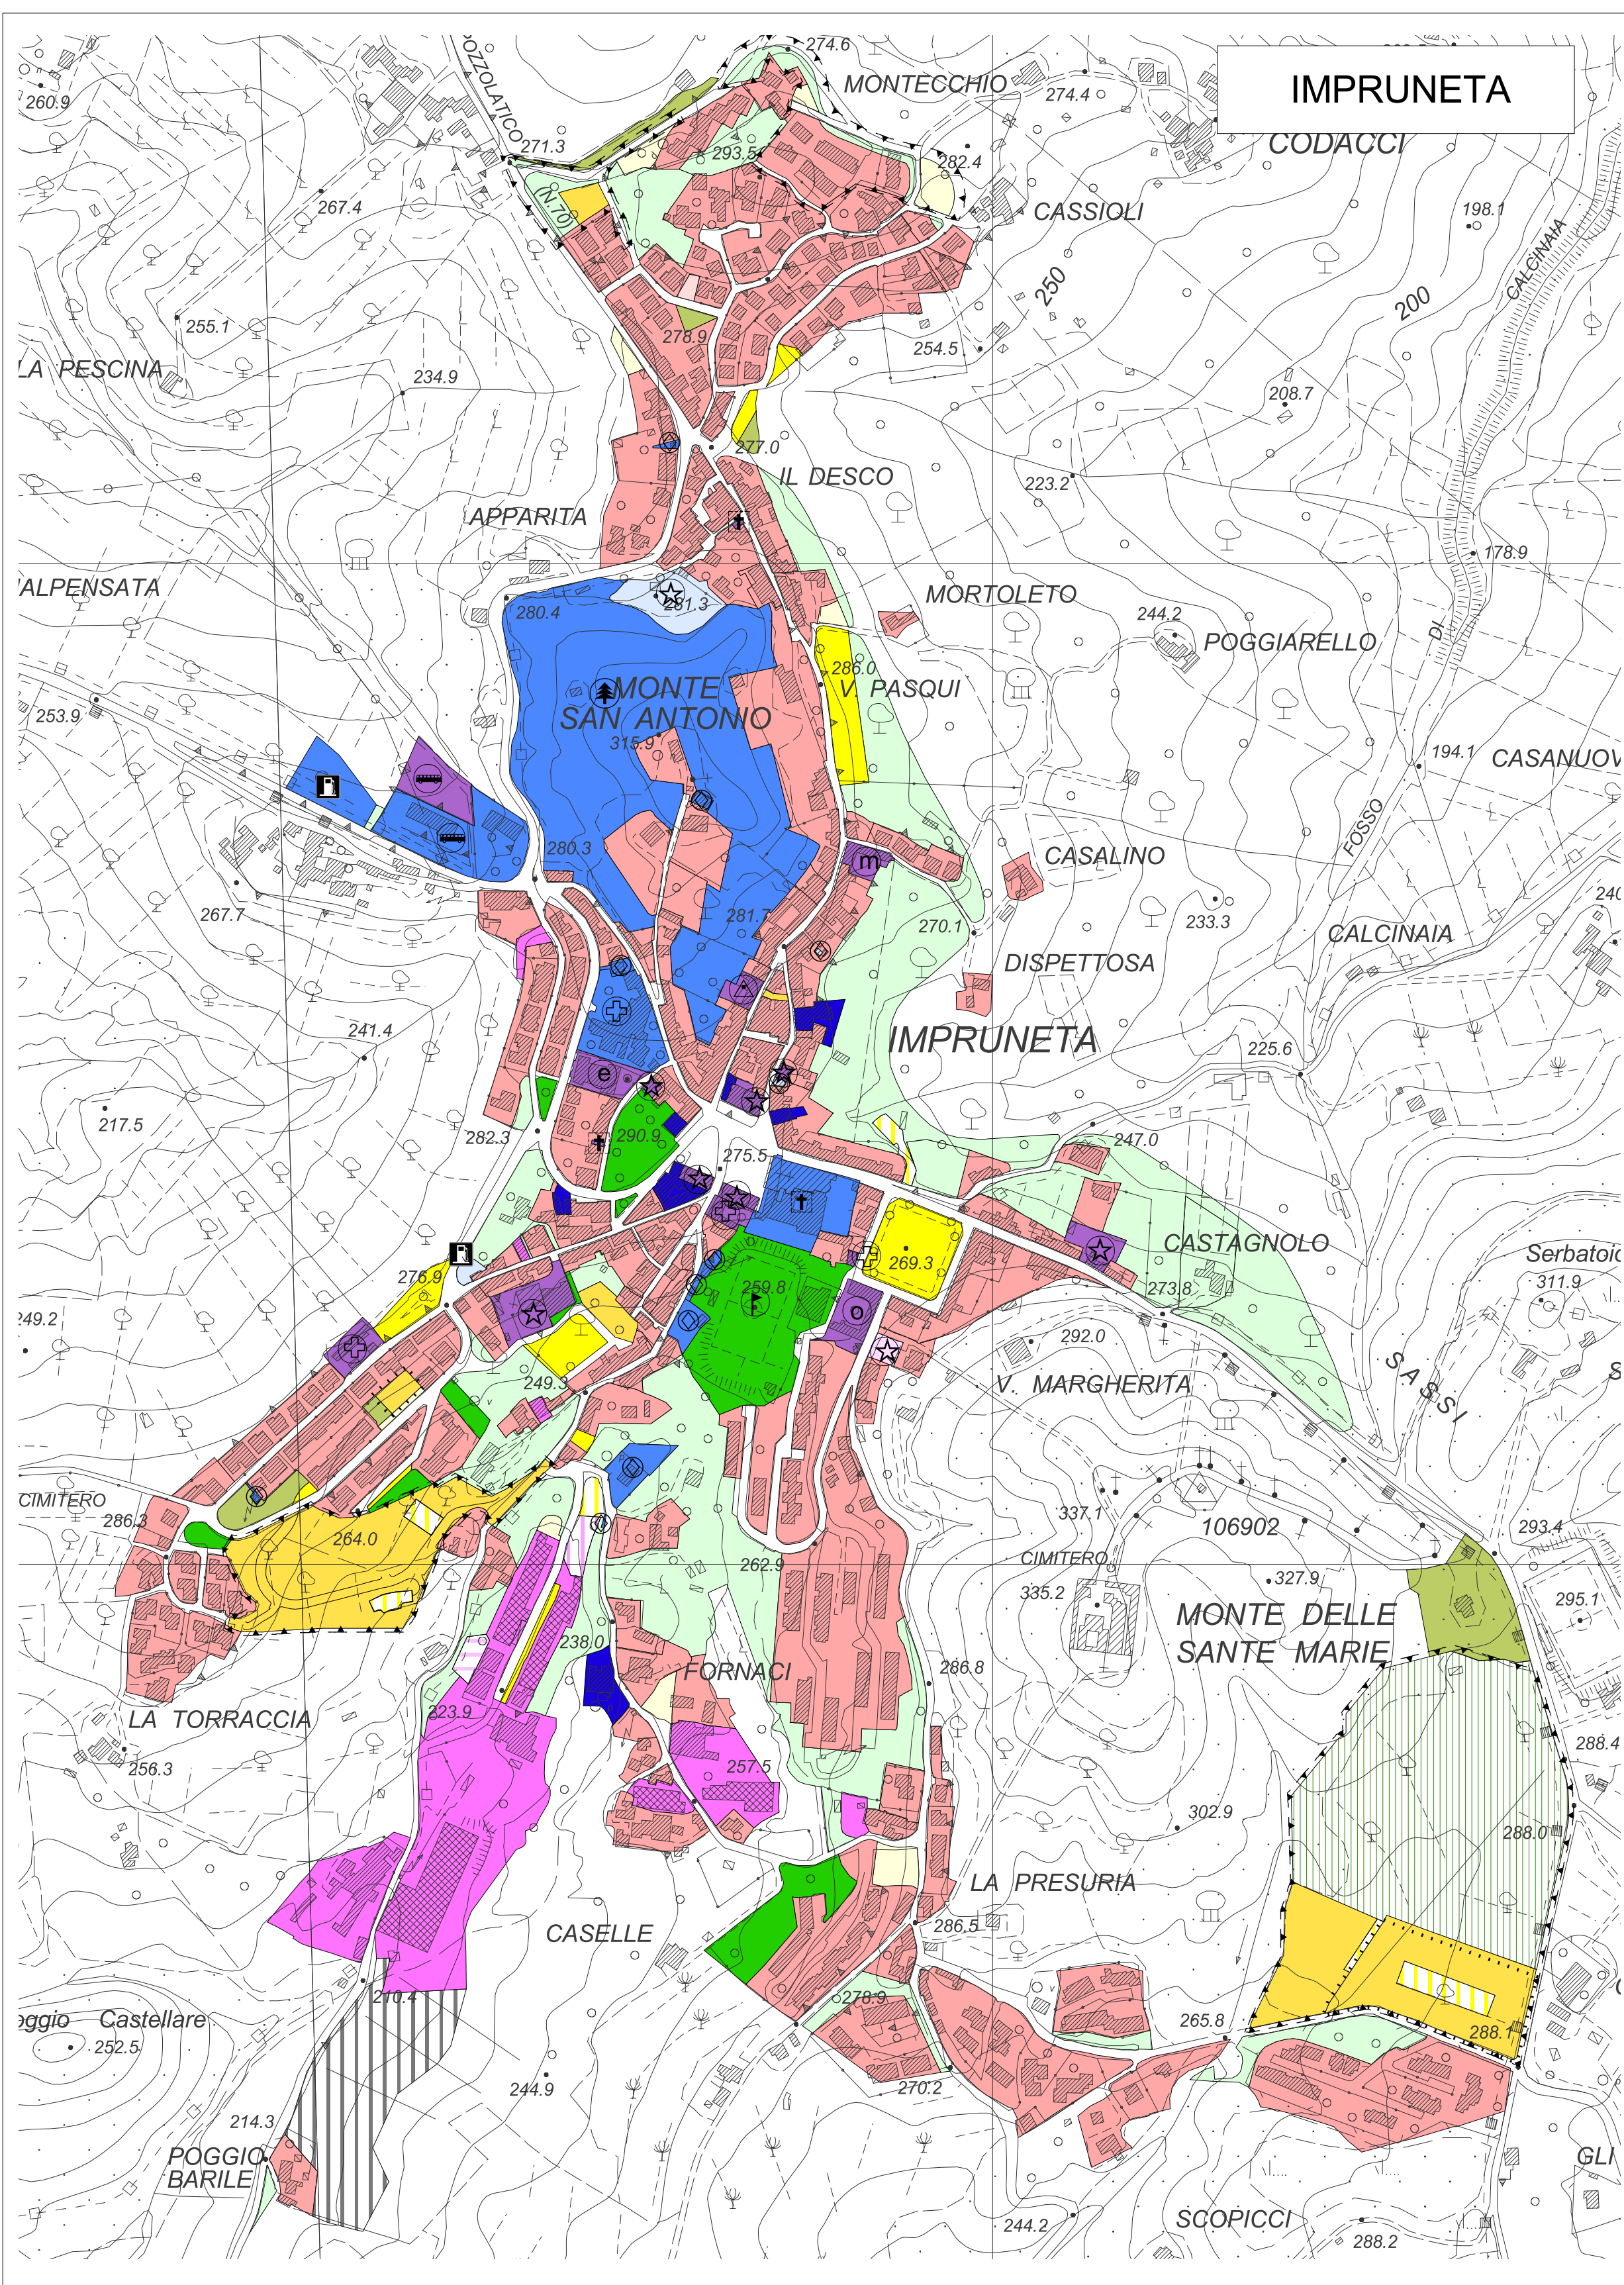 IMPRUNETA
274.6
MONTECCHIO
274.4
260.9
POZZOLATICO
CODACCI
271.3
293.5
282.4
(N.70)
267.4
CASSIOLI
198.1
CALCINAIA
250
200
255.1
278.9
254.5
LA PESCINA
234.9
208.7
277.0
IL DESCO
223.2
APPARITA
178.9
ALPENSATA
MORTOLETO
280.4
281.3
244.2
POGGIARELLO
DI
286.0
V. PASQUI
MONTE
SAN ANTONIO
315.9
253.9
194.1
CASANUOV
FOSSO
280.3
m
CASALINO
267.7
281.7
270.1
233.3
240
CALCINAIA
DISPETTOSA
241.4
IMPRUNETA
225.6
e
217.5
282.3
290.9
275.5
247.0
CASTAGNOLO
Serbatoio
311.9
276.9
259.8
269.3
273.8
249.2
o
292.0
249.3
V. MARGHERITA
SASSI
S
CIMITERO
286.3
264.0
337.1
106902
293.4
262.9
CIMITERO
335.2
327.9
295.1
MONTE DELLE
SANTE MARIE
238.0
FORNACI
286.8
223.9
LA TORRACCIA
256.3
257.5
288.4
302.9
288.0
LA PRESURIA
CASELLE
286.5
210.4
278.9
oggio Castellare
252.5
265.8
288.1
244.9
270.2
214.3
POGGIO
BARILE
GLI
244.2
SCOPICCI
288.2